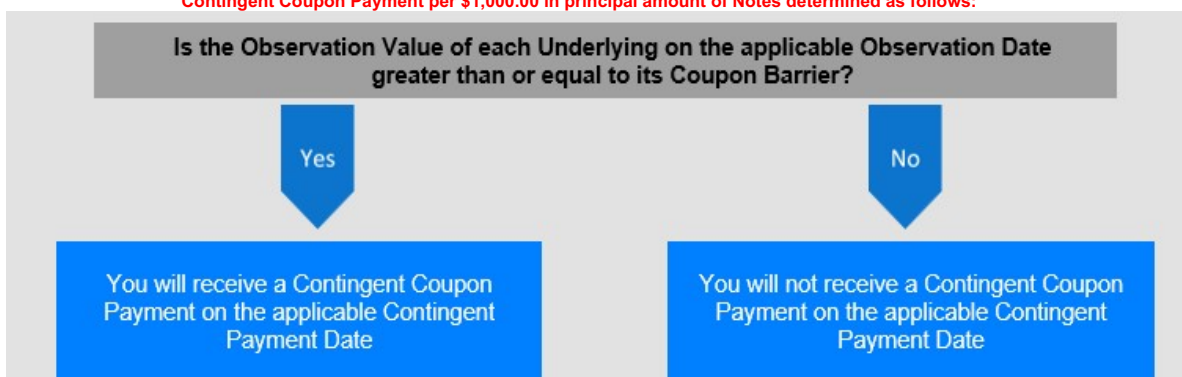 Contingent Coupon Payment per $1,000.00 in principal amount of Notes determined as follows:
Is the Observation Value of each Underlying on the applicable Observation Date
greater than or equal to its Coupon Barrier?
Yes
No
You will receive a Contingent Coupon
Payment on the applicable Contingent
Payment Date
You will not receive a Contingent Coupon
Payment on the applicable Contingent
Payment Date